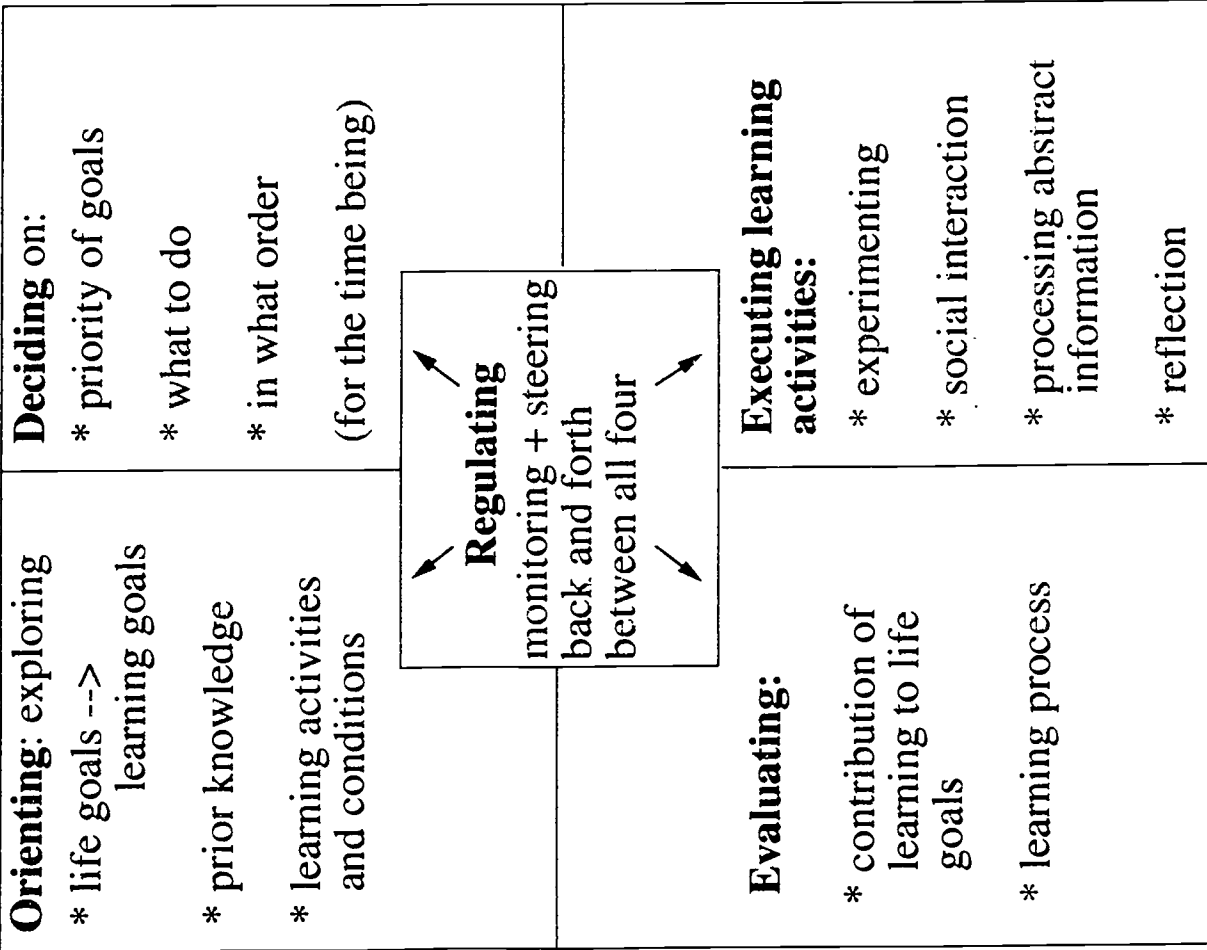 Orienting: exploring
* life goals -->
learning goals
* prior knowledge
* learning activities
and conditions
Deciding on:
* priority of goals
* what to do
* in what order
(for the time being)
Regulating
monitoring + steering
back and forth
between all four
Evaluating:
* contribution of
learning to life
goals
* learning process
Executing learning
activities:
* experimenting
* social interaction
* processing abstract
information
* reflection